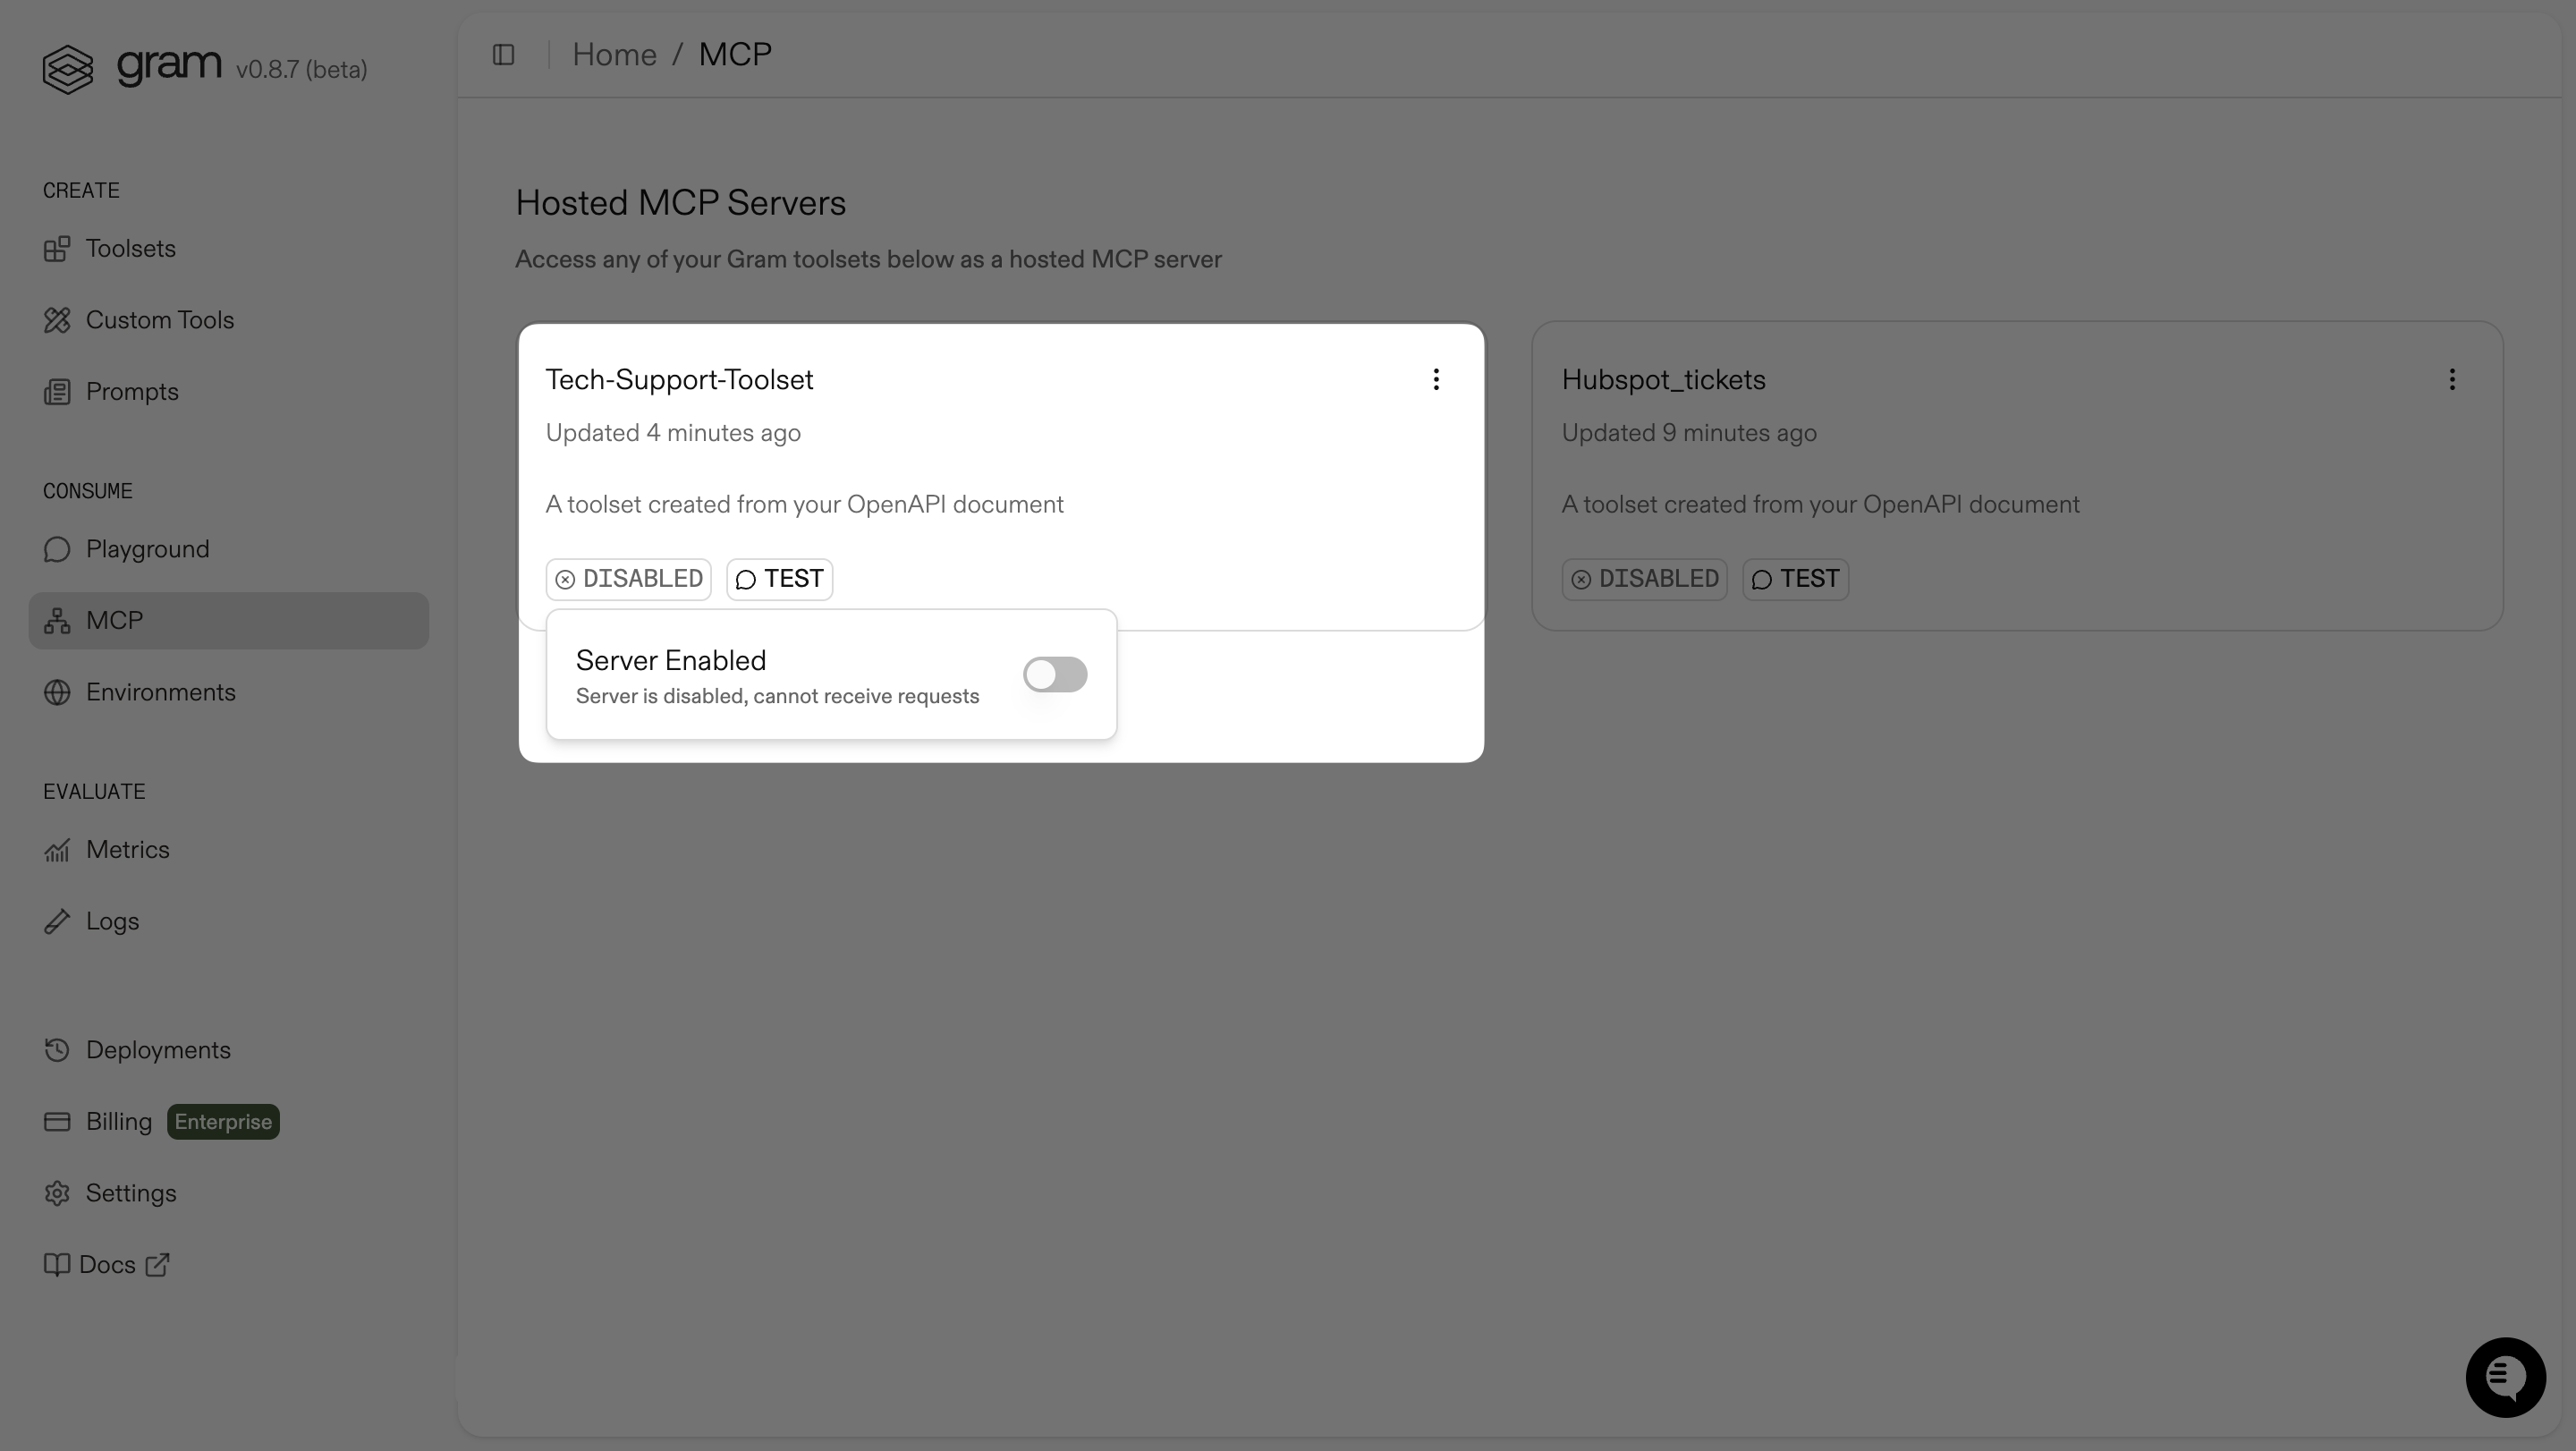 gram v0.8.7 (beta)
CREATE
Toolsets
Custom Tools
Prompts
CONSUME
Playground
MCP
Environments
EVALUATE
Metrics
Logs
Deployments
Billing Enterprise
Settings
Docs
Home / MCP
Hosted MCP Servers
Access any of your Gram toolsets below as a hosted MCP server
Tech-Support-Toolset
Updated 4 minutes ago
A toolset created from your OpenAPI document
DISABLED TEST
Server Enabled
Server is disabled, cannot receive requests
Hubspot_tickets
Updated 9 minutes ago
A toolset created from your OpenAPI document
DISABLED TEST